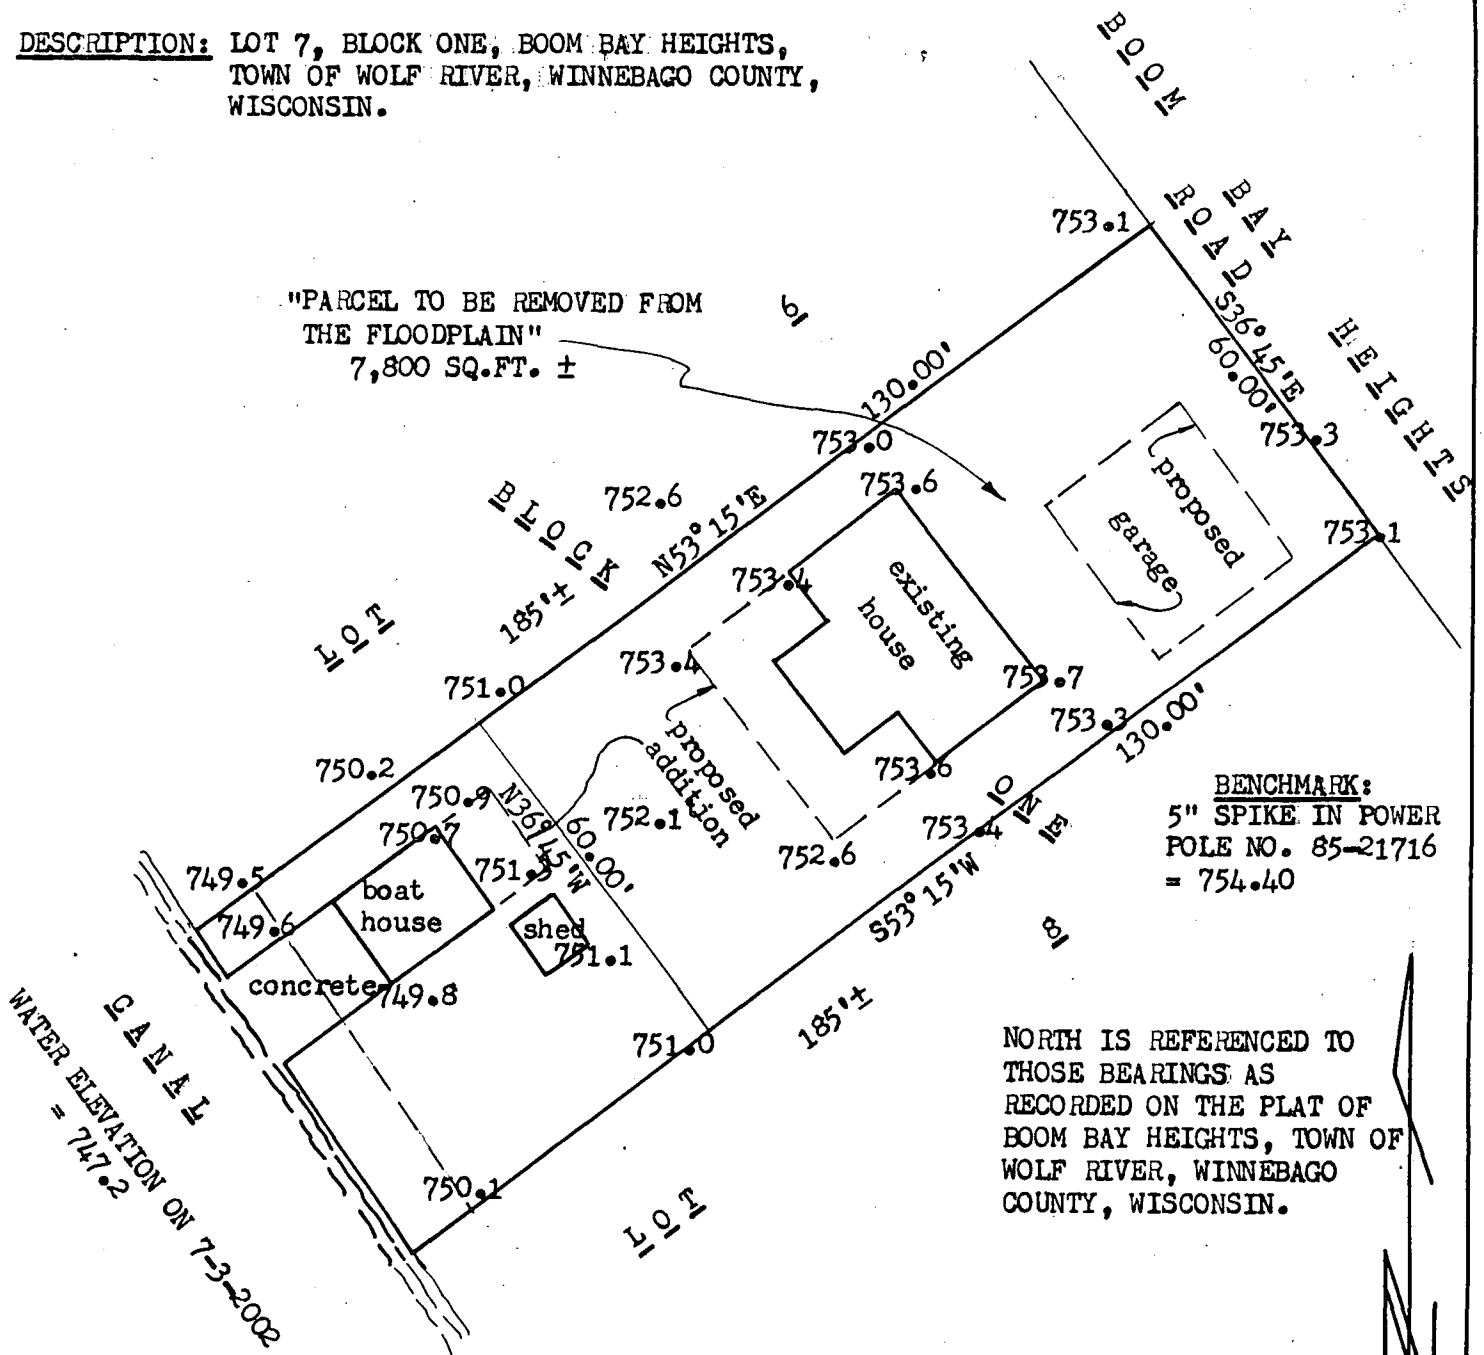 DESCRIPTION: LOT 7, BLOCK ONE, BOOM BAY HEIGHTS,
TOWN OF WOLF RIVER, WINNEBAGO COUNTY,
WISCONSIN.
BOOM
BAY
ROAD
HEIGHTS
753.1
S36°45'E
60.00'
753.3
753.1
"PARCEL TO BE REMOVED FROM
THE FLOODPLAIN"
7,800 SQ.FT. ±
6
130.00'
753.0
753.6
752.6
BLOCK
N53°15'E
185'±
LOT
proposed
garage
existing
house
753.4
753.4
753.7
753.3
130.00'
753.6
751.0
proposed
addition
750.2
750.9
N36°45'W
60.00'
752.1
752.6
753.4
ONE
S53°15'W
8
185'±
BENCHMARK:
5" SPIKE IN POWER
POLE NO. 85-21716
= 754.40
750.7
751.5
749.5
749.6
boat
house
shed
751.1
concrete
749.8
751.0
CANAL
WATER ELEVATION ON 7-3-2002
= 747.2
750.1
LOT
NORTH IS REFERENCED TO
THOSE BEARINGS AS
RECORDED ON THE PLAT OF
BOOM BAY HEIGHTS, TOWN OF
WOLF RIVER, WINNEBAGO
COUNTY, WISCONSIN.
N